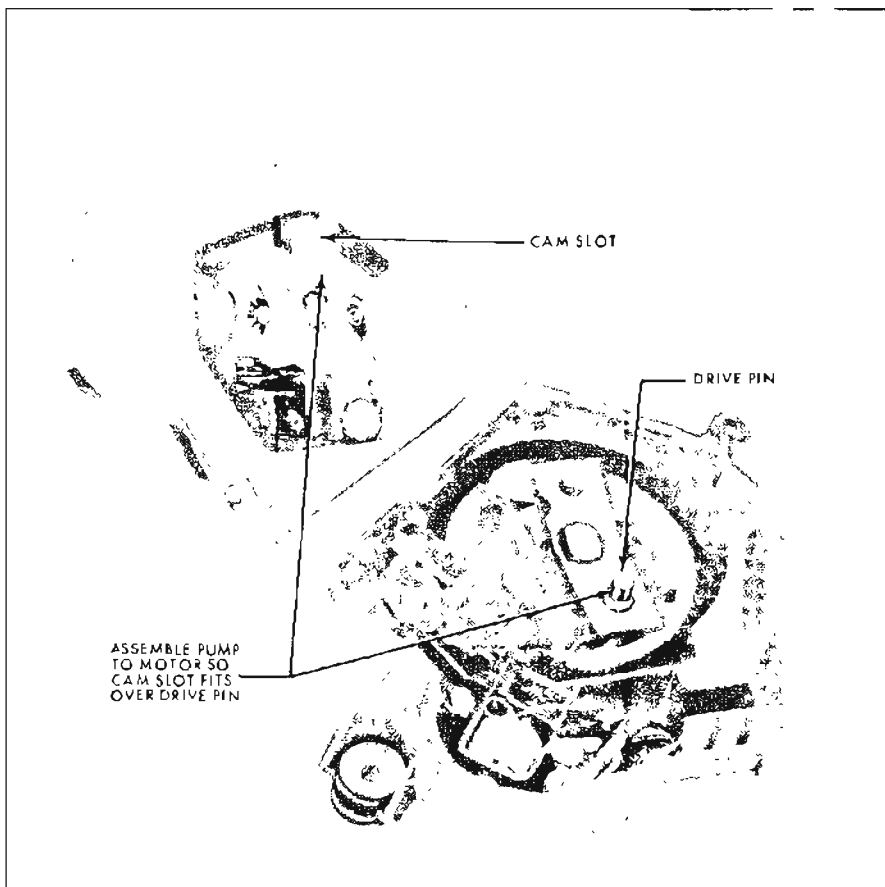 CAM SLOT
DRIVE PIN
ASSEMBLE PUMP
TO MOTOR SO
CAM SLOT FITS
OVER DRIVE PIN